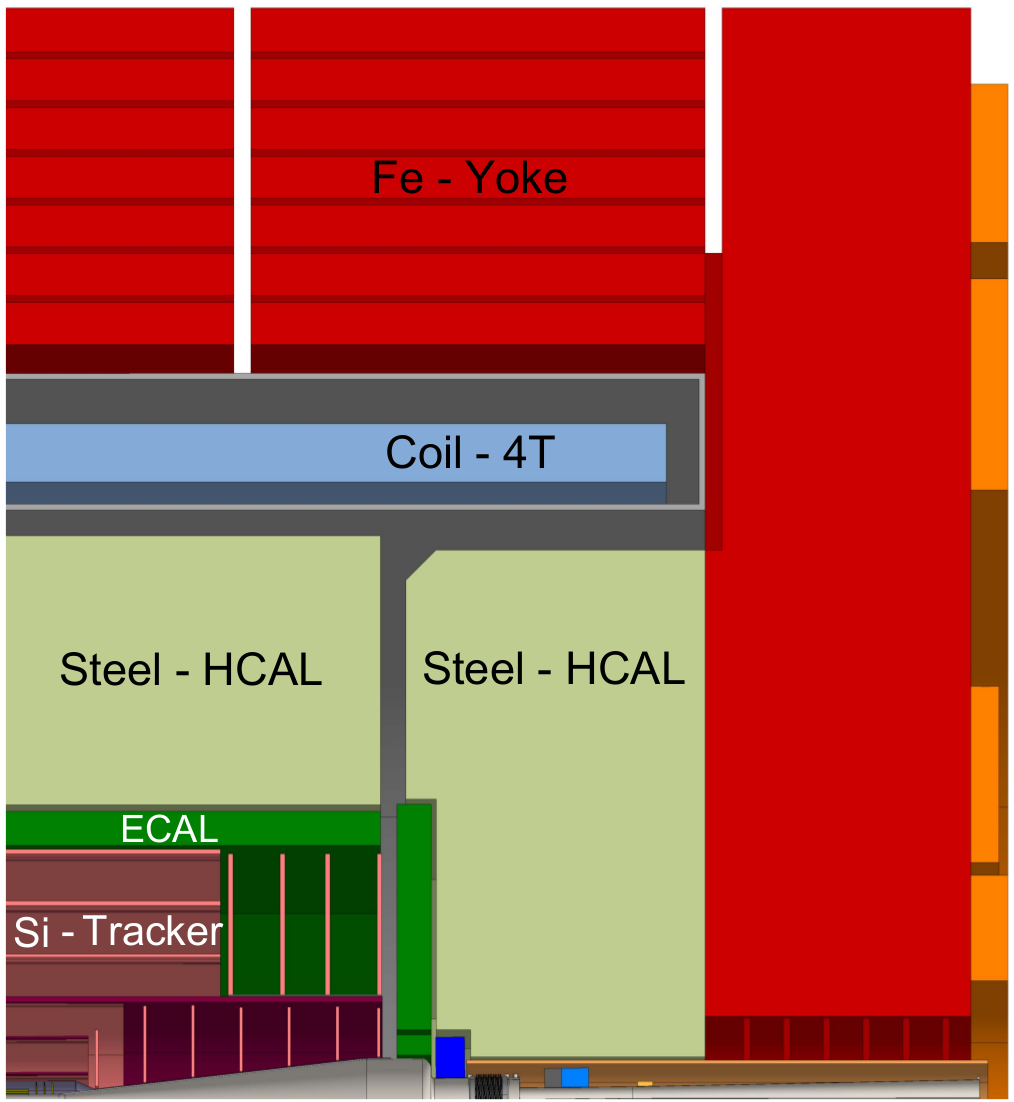 Fe - Yoke
Coil - 4T
Steel - HCAL
Steel - HCAL
ECAL
Si - Tracker